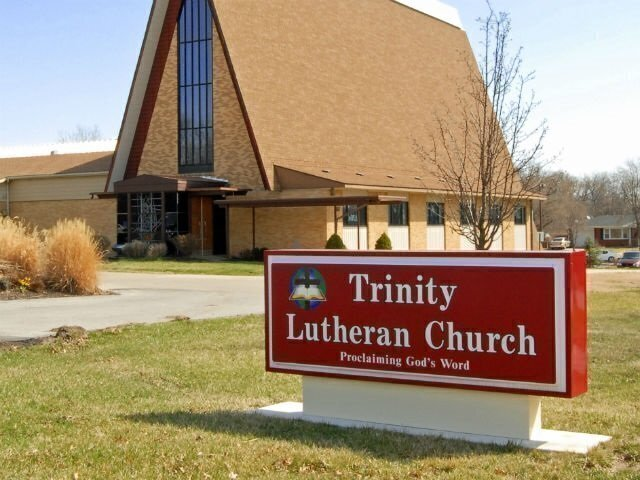 Trinity
Lutheran Church
Proclaiming God's Word